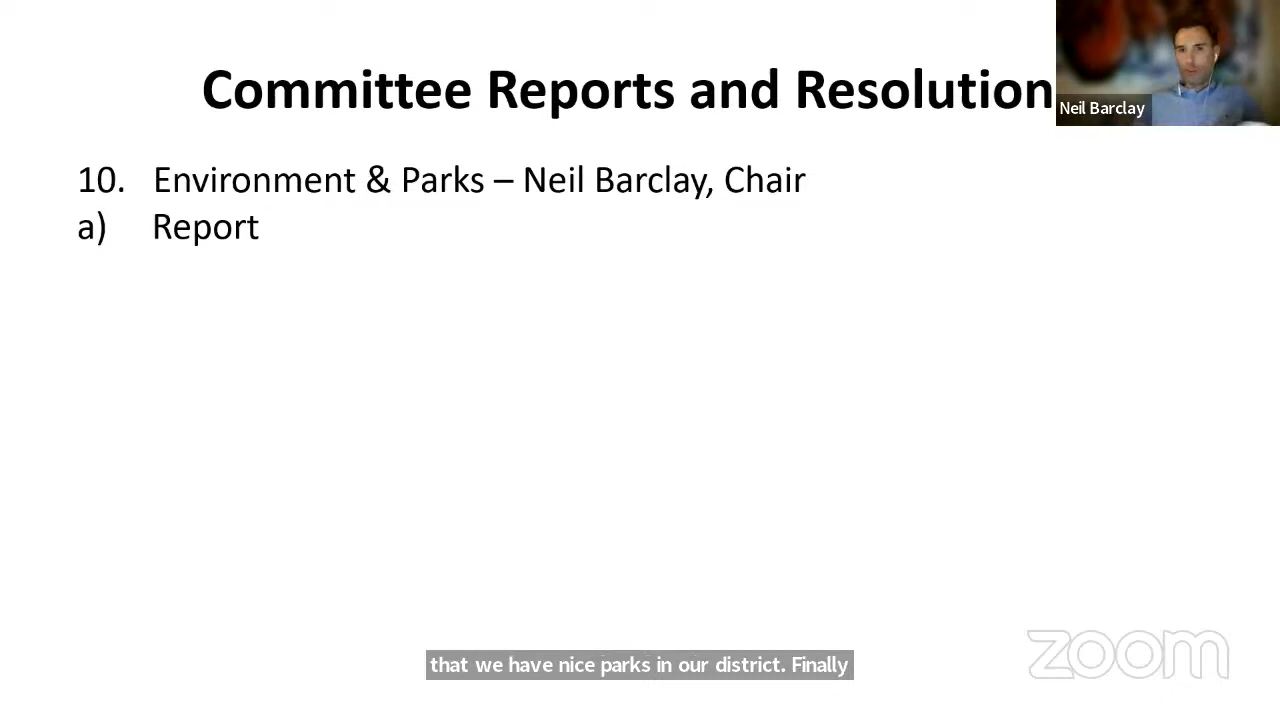 Committee Reports and Resolution
Neil Barclay
10. Environment & Parks – Neil Barclay, Chair
a) Report
that we have nice parks in our district. Finally
zoom